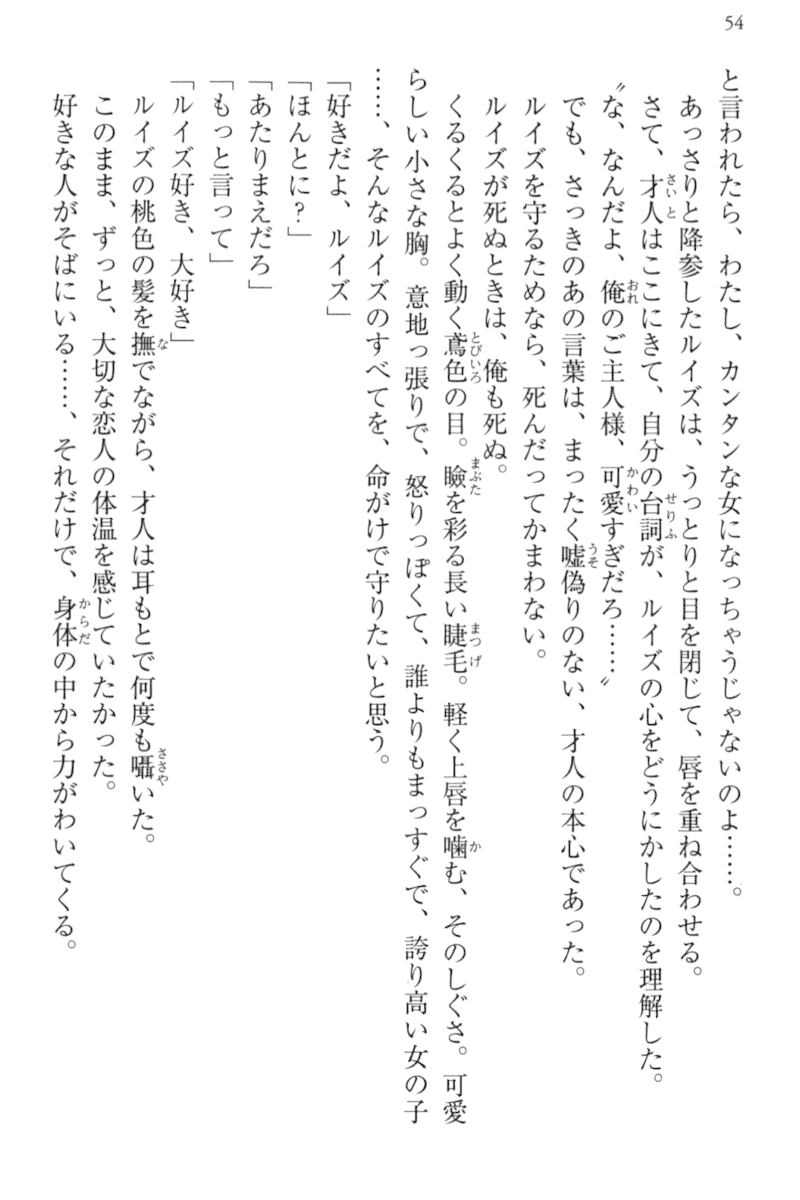 54
と言われたら、わたし、カンタンな女になっちゃうじゃないのよ……。
あっさりと降参したルイズは、うっとりと目を閉じて、唇を重ね合わせる。
さて、才人はここにきて、自分の台詞が、ルイズの心をどうにかしたのを理解した。
〝な、なんだよ、俺のご主人様、可愛すぎだろ……〟
でも、さっきのあの言葉は、まったく嘘偽りのない、才人の本心であった。
ルイズを守るためなら、死んだってかまわない。
ルイズが死ぬときは、俺も死ぬ。
くるくるとよく動く鳶色の目。瞼を彩る長い睫毛。軽く上唇を噛む、そのしぐさ。可愛
らしい小さな胸。意地っ張りで、怒りっぽくて、誰よりもまっすぐで、誇り高い女の子
……、そんなルイズのすべてを、命がけで守りたいと思う。
「好きだよ、ルイズ」
「ほんとに?」
「あたりまえだろ」
「もっと言って」
「ルイズ好き、大好き」
ルイズの桃色の髪を撫でながら、才人は耳もとで何度も囁いた。
このまま、ずっと、大切な恋人の体温を感じていたかった。
好きな人がそばにいる……、それだけで、身体の中から力がわいてくる。